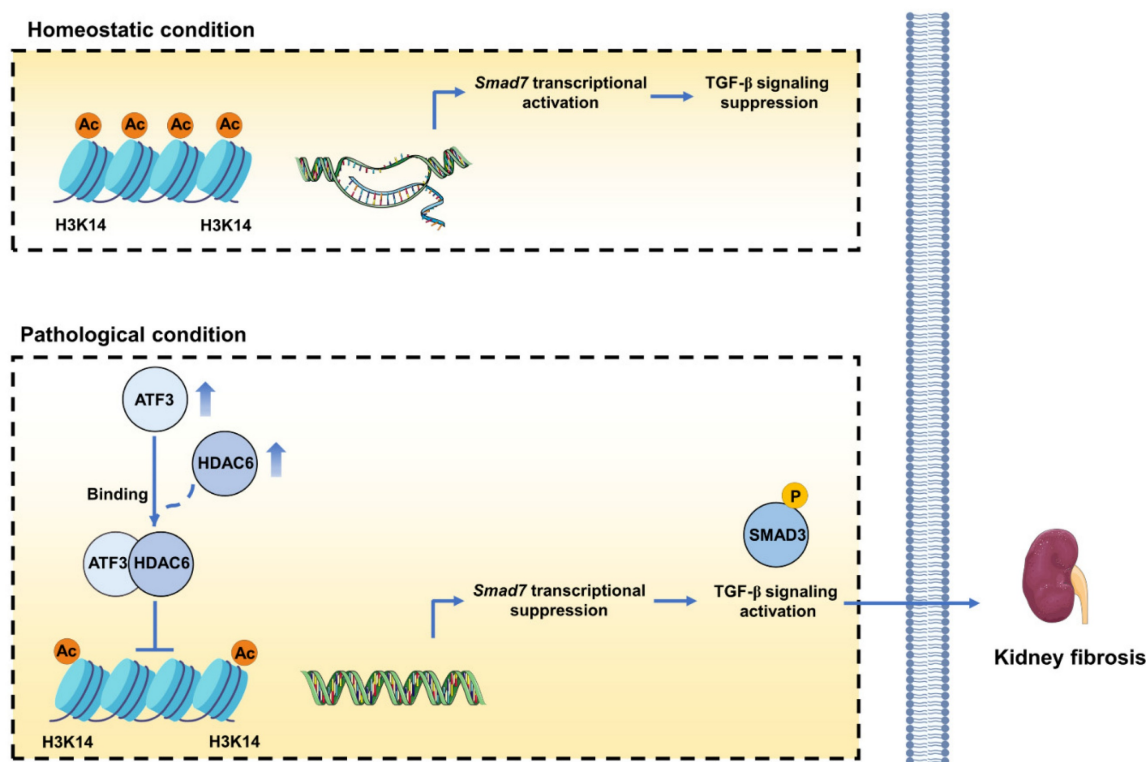 Homeostatic condition
Smad7 transcriptional
activation
TGF-β signaling
suppression
Ac Ac Ac Ac
H3K14 H3K14
Pathological condition
ATF3
HDAC6
Binding
ATF3 HDAC6
P
SMAD3
Smad7 transcriptional
suppression
TGF-β signaling
activation
Ac Ac
H3K14 H3K14
Kidney fibrosis